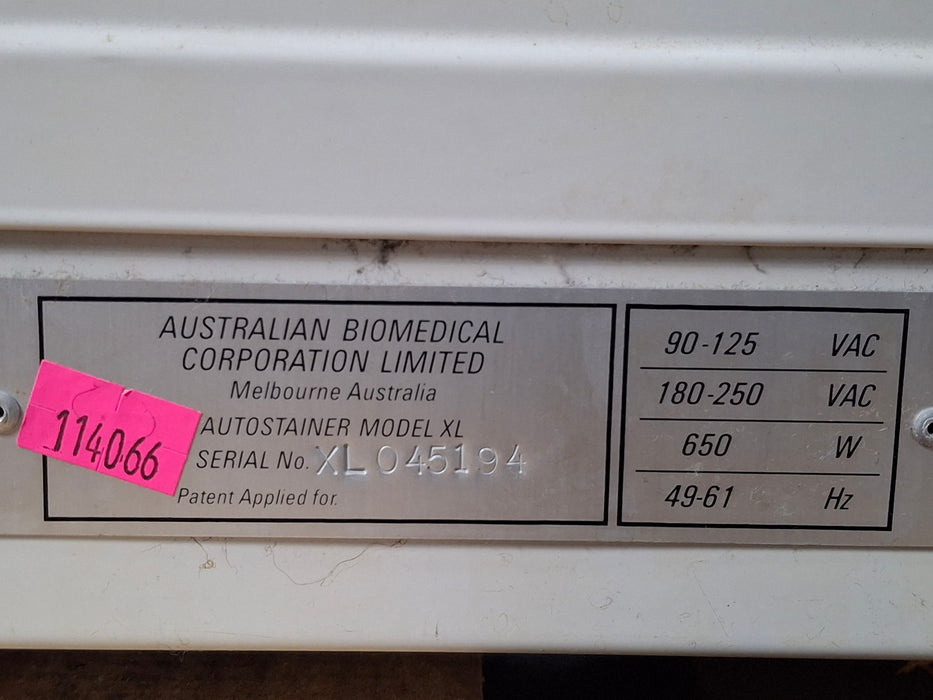 AUSTRALIAN BIOMEDICAL
CORPORATION LIMITED
Melbourne Australia
AUTOSTAINER MODEL XL
SERIAL No. XL 045194
Patent Applied for.
114066
90-125 VAC
180-250 VAC
650 W
49-61 Hz